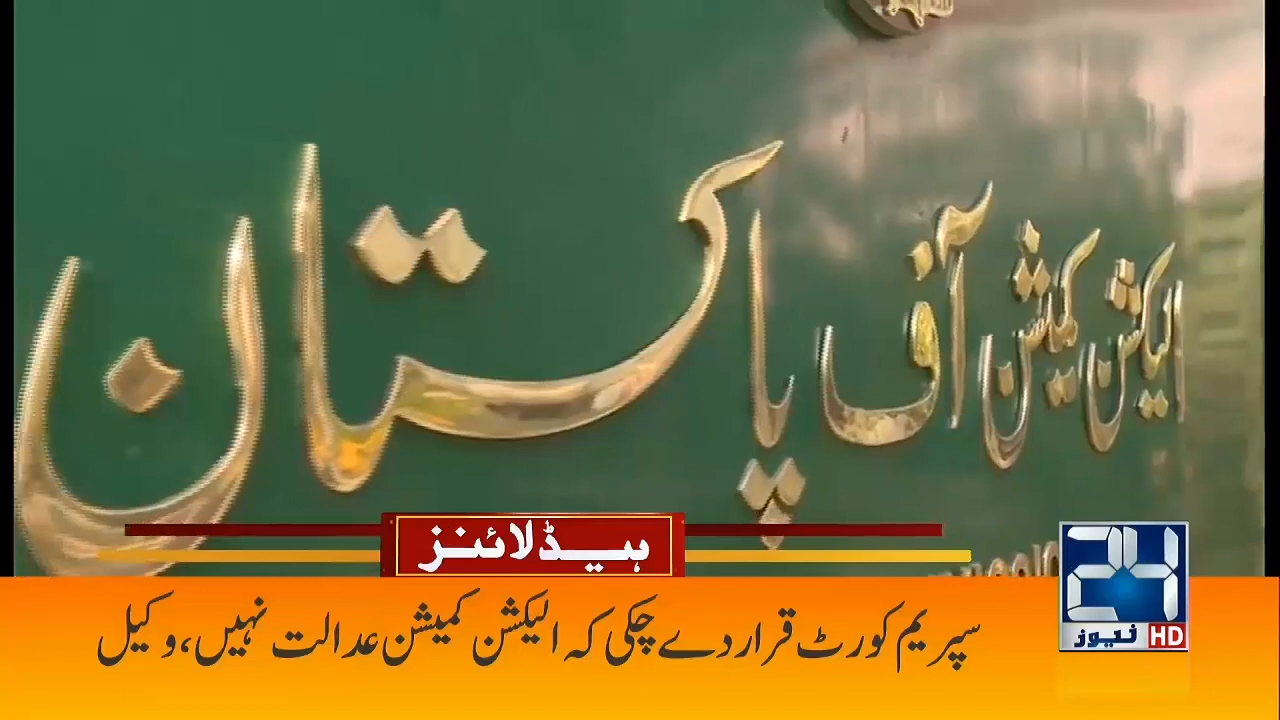 الیکشن کمیشن آف پاکستان
ہیڈلائنز
سپریم کورٹ قرار دے چکی کہ الیکشن کمیشن عدالت نہیں، وکیل
24
نیوز HD